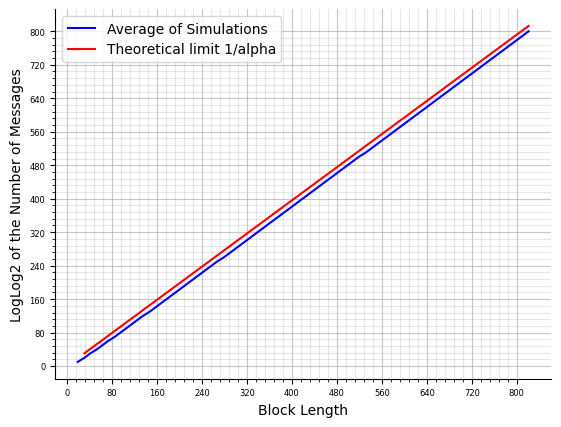 Average of Simulations
Theoretical limit 1/alpha
LogLog2 of the Number of Messages
800
720
640
560
480
400
320
240
160
80
0
0 80 160 240 320 400 480 560 640 720 800
Block Length